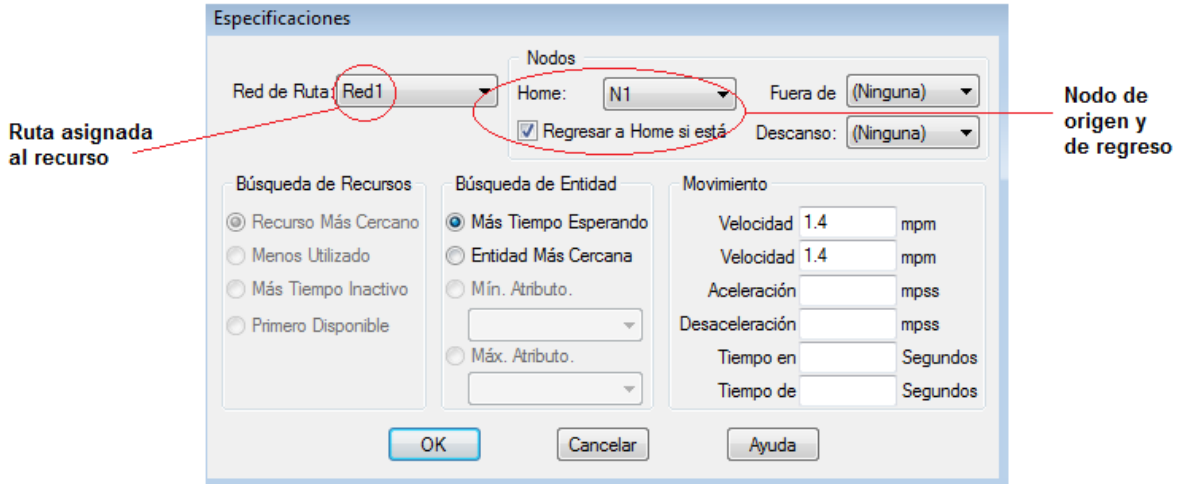 Especificaciones
Nodos
Red de Ruta: Red1
Home: N1
Fuera de (Ninguna)
Regresar a Home si está
Descanso: (Ninguna)
Ruta asignada
al recurso
Nodo de
origen y
de regreso
Búsqueda de Recursos
Recurso Más Cercano
Menos Utilizado
Más Tiempo Inactivo
Primero Disponible
Búsqueda de Entidad
Más Tiempo Esperando
Entidad Más Cercana
Mín. Atributo.
Máx. Atributo.
Movimiento
Velocidad 1.4 mpm
Velocidad 1.4 mpm
Aceleración mpss
Desaceleración mpss
Tiempo en Segundos
Tiempo de Segundos
OK
Cancelar
Ayuda